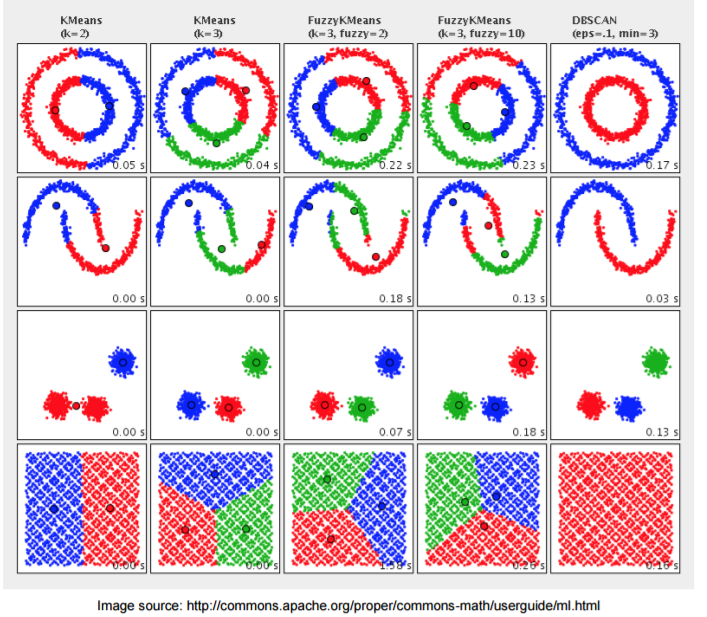 KMeans
(k=2)
KMeans
(k=3)
FuzzyKMeans
(k=3, fuzzy=2)
FuzzyKMeans
(k=3, fuzzy=10)
DBSCAN
(eps=.1, min=3)
0.05 s
0.04 s
0.22 s
0.23 s
0.17 s
0.00 s
0.00 s
0.18 s
0.13 s
0.03 s
0.00 s
0.00 s
0.07 s
0.18 s
0.13 s
0.00 s
0.00 s
1.58 s
0.26 s
0.16 s
Image source: http://commons.apache.org/proper/commons-math/userguide/ml.html